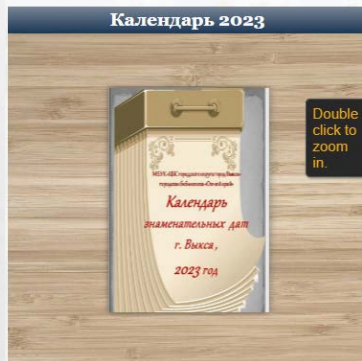 Календарь 2023
Double
click to
zoom
in.
Календарь
знаменательных дат
г. Выкса,
2023 год